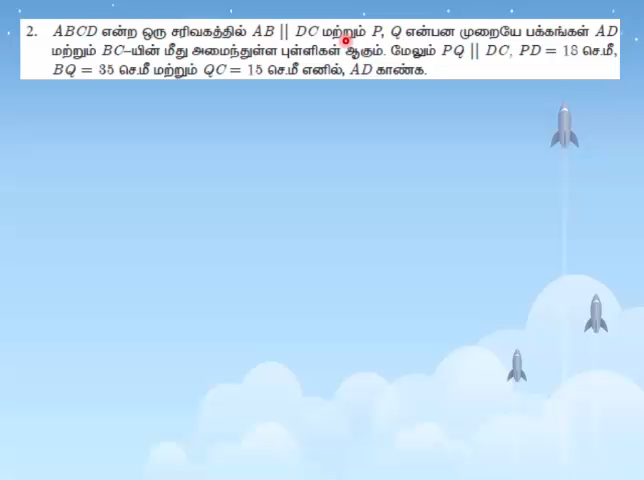 2. ABCD என்ற ஒரு சரிவகத்தில் AB || DC மற்றும் P, Q என்பன முறையே பக்கங்கள் AD
மற்றும் BC–யின் மீது அமைந்துள்ள புள்ளிகள் ஆகும். மேலும் PQ || DC, PD = 18 செ.மீ,
BQ = 35 செ.மீ மற்றும் QC = 15 செ.மீ எனில், AD காண்க.